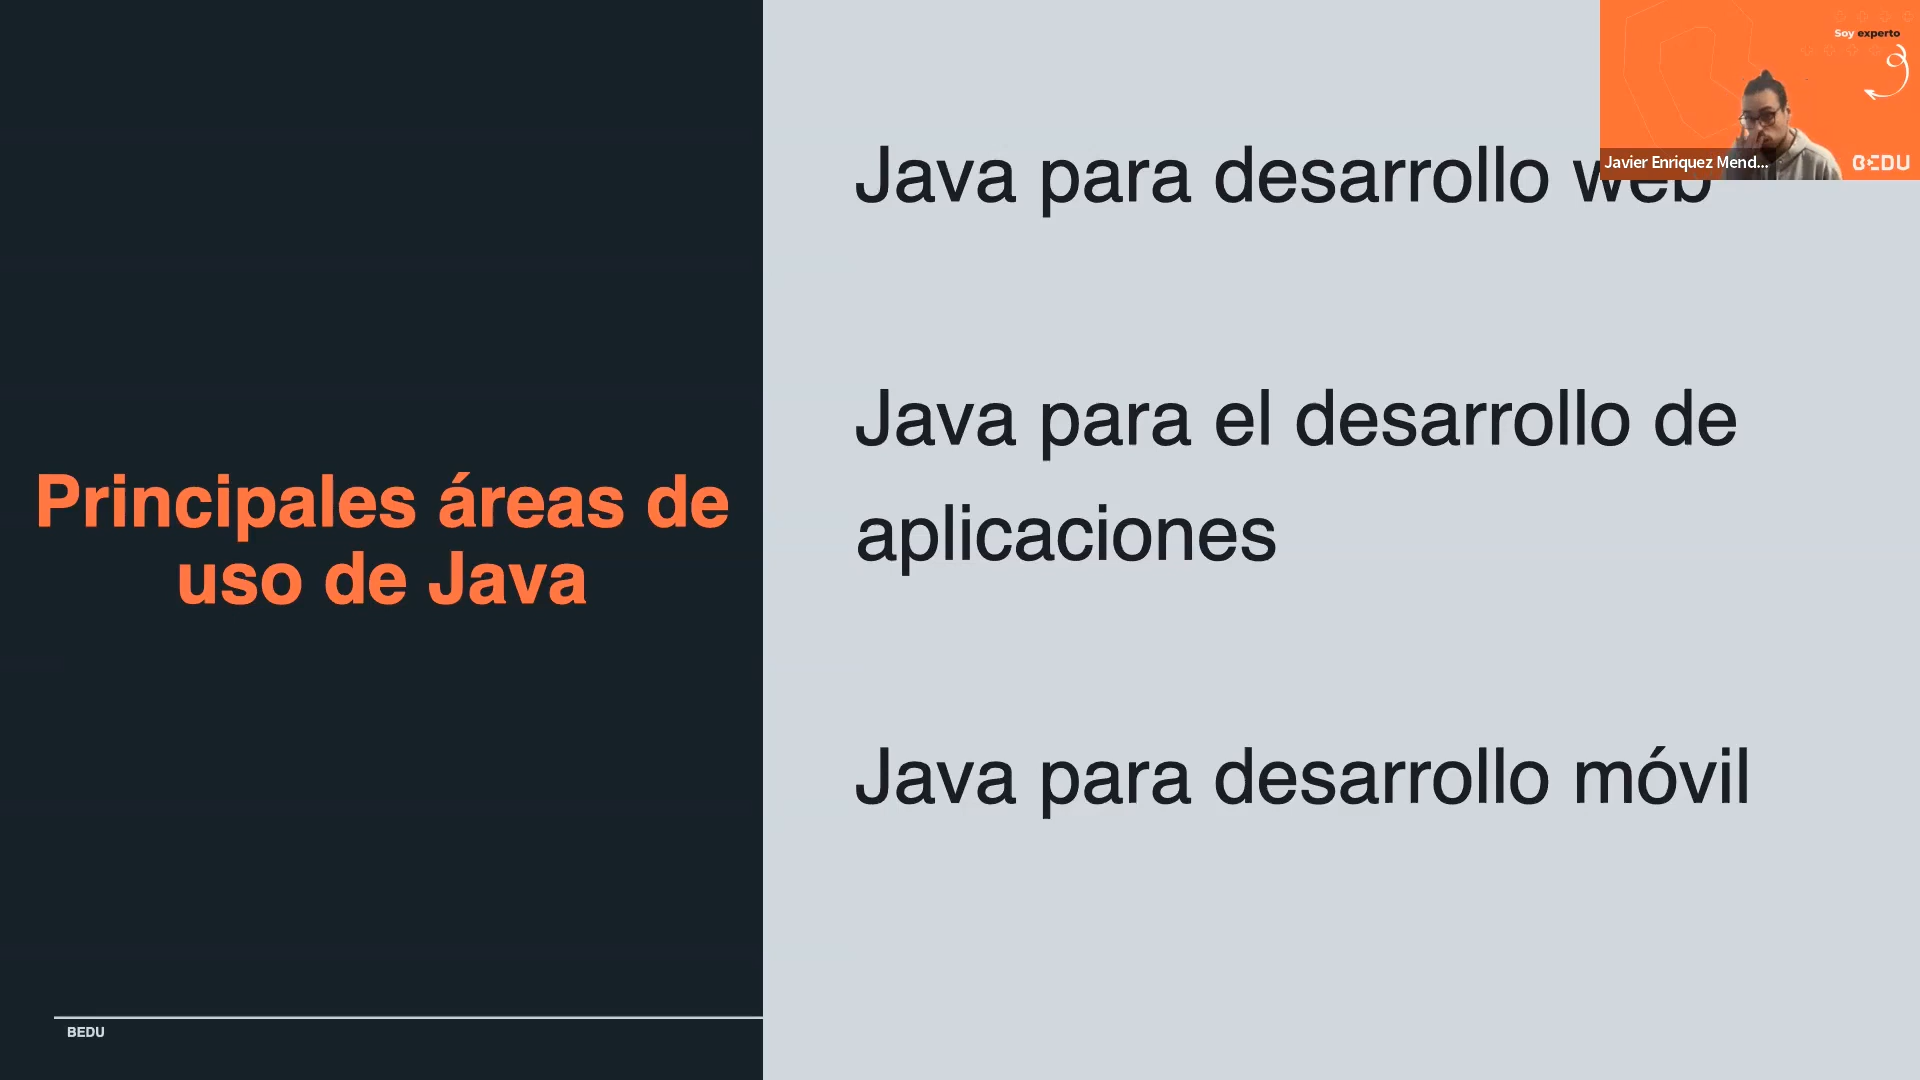 Principales áreas de
uso de Java
BEDU
Java para desarrollo web
Java para el desarrollo de
aplicaciones
Java para desarrollo móvil
Soy experto
Javier Enriquez Mend...
BEDU